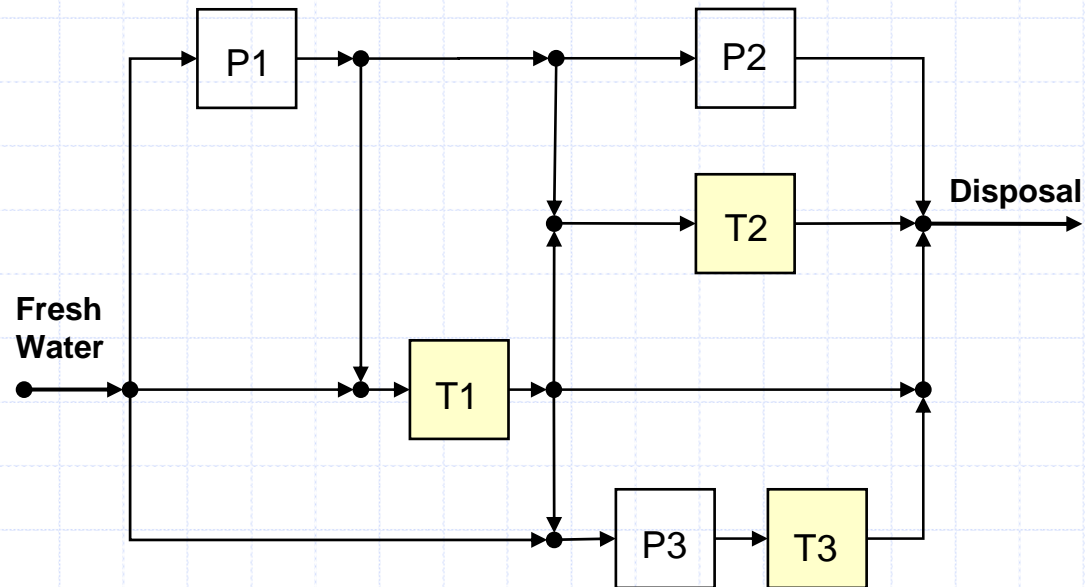 P1
P2
Disposal
T2
Fresh
Water
T1
P3
T3